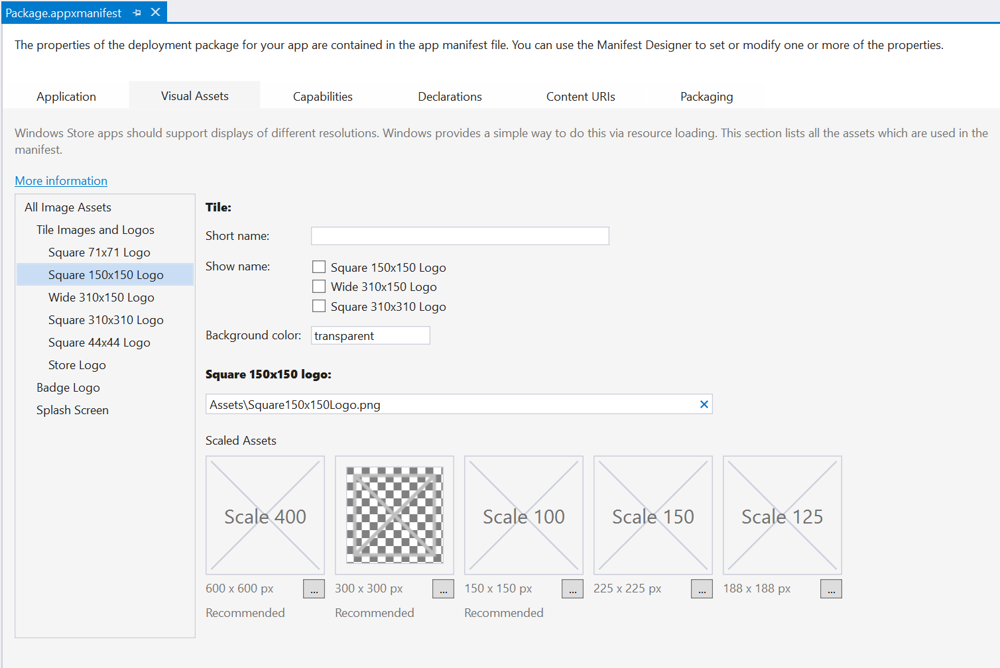 Package.appxmanifest
The properties of the deployment package for your app are contained in the app manifest file. You can use the Manifest Designer to set or modify one or more of the properties.
Application Visual Assets Capabilities Declarations Content URIs Packaging
Windows Store apps should support displays of different resolutions. Windows provides a simple way to do this via resource loading. This section lists all the assets which are used in the
manifest.
More information
All Image Assets
Tile Images and Logos
Square 71x71 Logo
Square 150x150 Logo
Wide 310x150 Logo
Square 310x310 Logo
Square 44x44 Logo
Store Logo
Badge Logo
Splash Screen
Tile:
Short name:
Show name:
Square 150x150 Logo
Wide 310x150 Logo
Square 310x310 Logo
Background color: transparent
Square 150x150 logo:
Assets\Square150x150Logo.png
Scaled Assets
Scale 400 Scale 100 Scale 150 Scale 125
600 x 600 px ... 300 x 300 px ... 150 x 150 px ... 225 x 225 px ... 188 x 188 px ...
Recommended Recommended Recommended